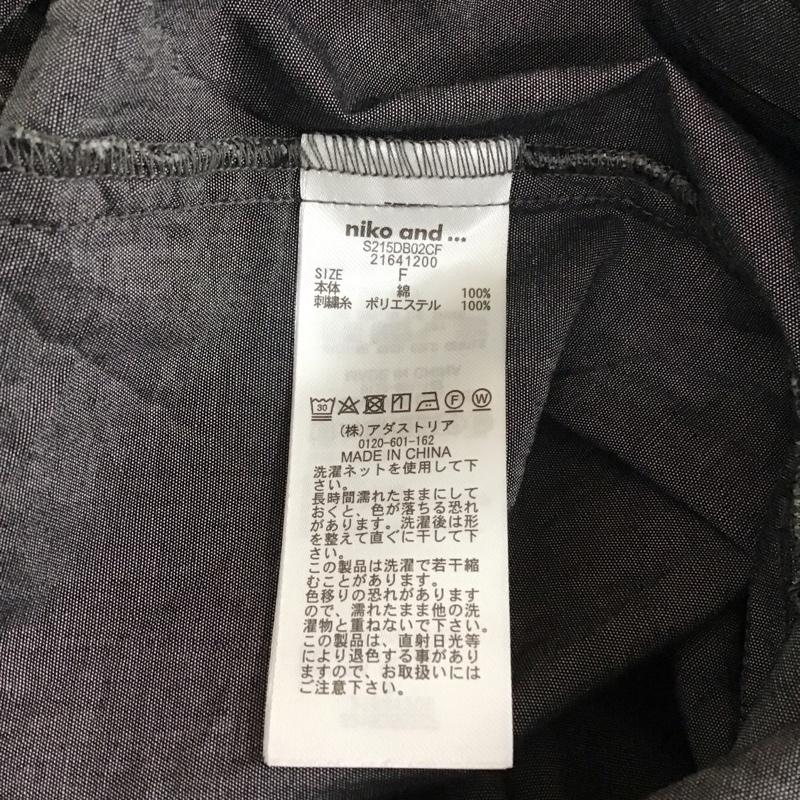 niko and ...
S215DB02CF
21641200
SIZE F
本体 綿 100%
刺繍糸 ポリエステル 100%
30 F W
(株)アダストリア
0120-601-162
MADE IN CHINA
洗濯ネットを使用して下
さい。
長時間濡れたままにして
おくと、色が落ちる恐れ
があります。洗濯後は形
を整えて直ぐに干して下
さい。
この製品は洗濯で若干縮
むことがあります。
色移りの恐れがあります
ので、濡れたまま他の洗
濯物と重ねないで下さい。
この製品は、直射日光等
により退色する事があり
ますので、お取扱いには
ご注意下さい。